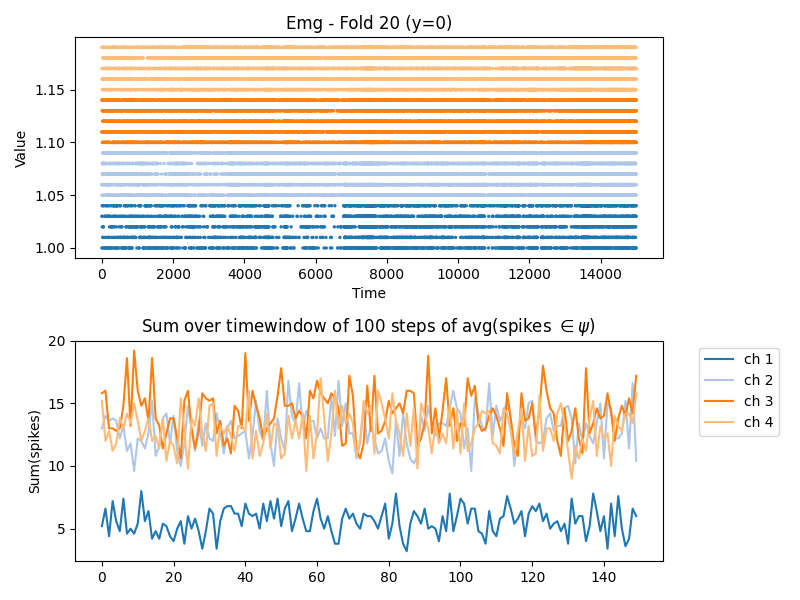 Emg - Fold 20 (y=0)
Value
1.15
1.10
1.05
1.00
0 2000 4000 6000 8000 10000 12000 14000
Time
Sum over timewindow of 100 steps of avg(spikes ∈ ψ)
Sum(spikes)
20
15
10
5
0 20 40 60 80 100 120 140
ch 1
ch 2
ch 3
ch 4